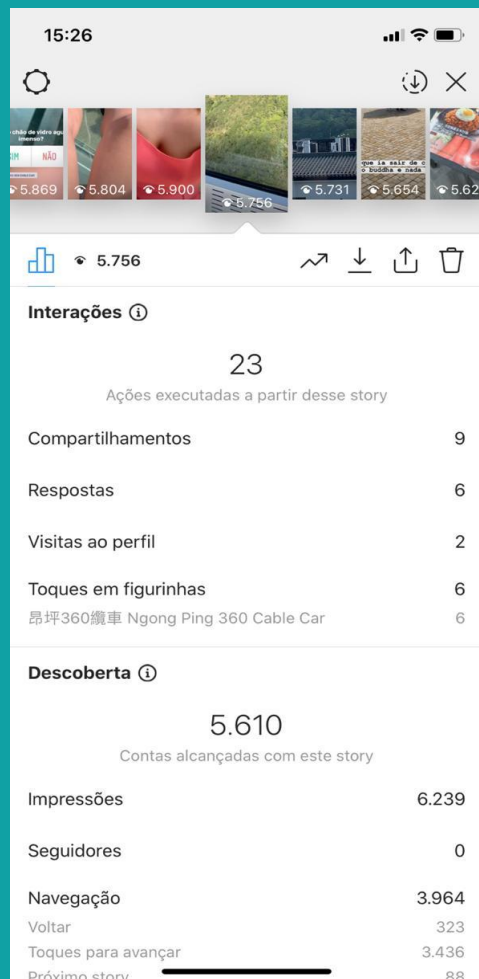 15:26
chão de vidro agu
imenso?
SIM NÃO
5.869 5.804 5.900 5.756 5.731 5.654 5.62
que ia sair de c
o buddha e nada
5.756
Interações
23
Ações executadas a partir desse story
Compartilhamentos 9
Respostas 6
Visitas ao perfil 2
Toques em figurinhas 6
昂坪360纜車 Ngong Ping 360 Cable Car 6
Descoberta
5.610
Contas alcançadas com este story
Impressões 6.239
Seguidores 0
Navegação 3.964
Voltar 323
Toques para avançar 3.436
Próximo story 88